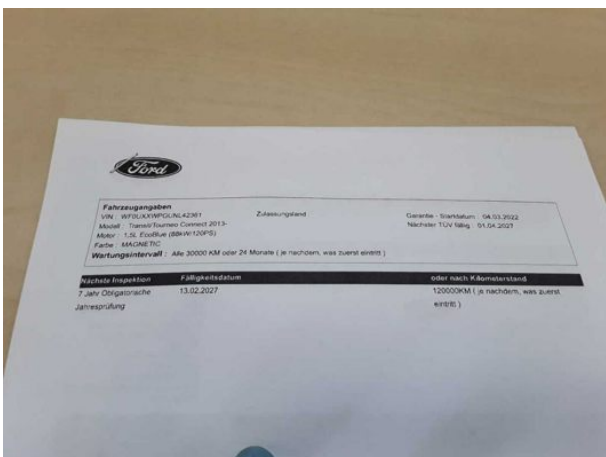 Ford
Fahrzeugangaben
VIN : WF0UXXWPGUNL42361 Zulassungsland Garantie - Startdatum : 04.03.2022
Modell : Transit/Tourneo Connect 2013- Nächster TÜV fällig : 01.04.2027
Motor : 1,5L EcoBlue (88kW/120PS)
Farbe : MAGNETIC
Wartungsintervall : Alle 30000 KM oder 24 Monate ( je nachdem, was zuerst eintritt )
Nächste Inspektion Fälligkeitsdatum oder nach Kilometerstand
7 Jahr Obligatorische 13.02.2027 120000KM ( je nachdem, was zuerst
Jahresprüfung eintritt )